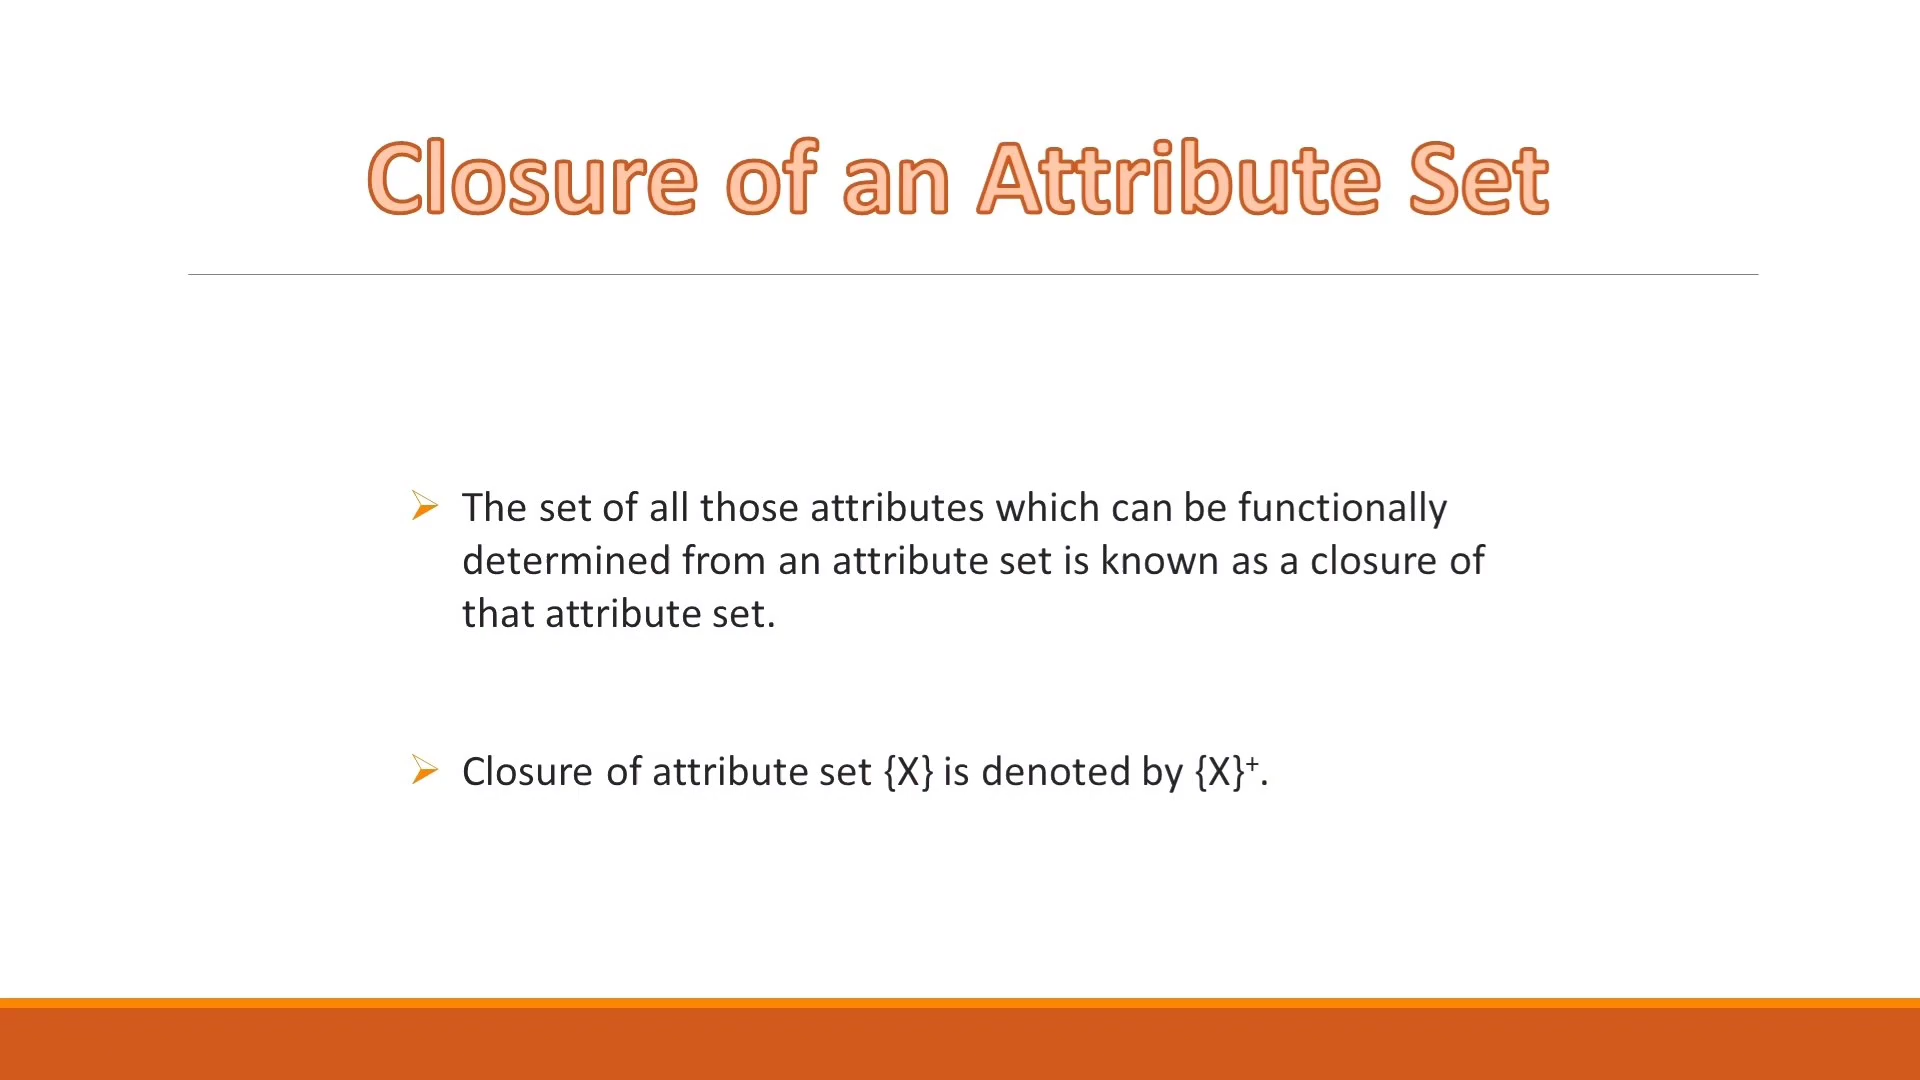 Closure of an Attribute Set
The set of all those attributes which can be functionally
determined from an attribute set is known as a closure of
that attribute set.
Closure of attribute set {X} is denoted by {X}⁺.